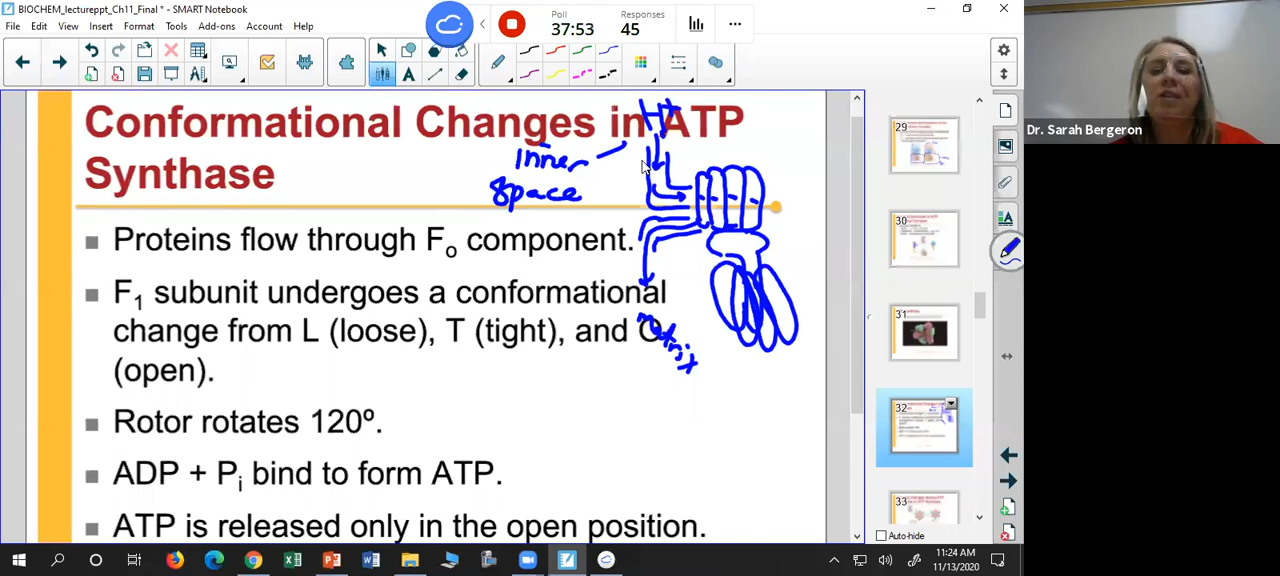 BIOCHEM_lectureppt_Ch11_Final * - SMART Notebook
File Edit View Insert Format Tools Add-ons Account Help
Poll
37:53
Responses
45
Conformational Changes in ATP
Synthase
H+
inner
space
matrix
Proteins flow through Fo component.
F1 subunit undergoes a conformational
change from L (loose), T (tight), and O
(open).
Rotor rotates 120º.
ADP + Pi bind to form ATP.
ATP is released only in the open position.
29
30
31
32
33
Auto-hide
Dr. Sarah Bergeron
11:24 AM
11/13/2020